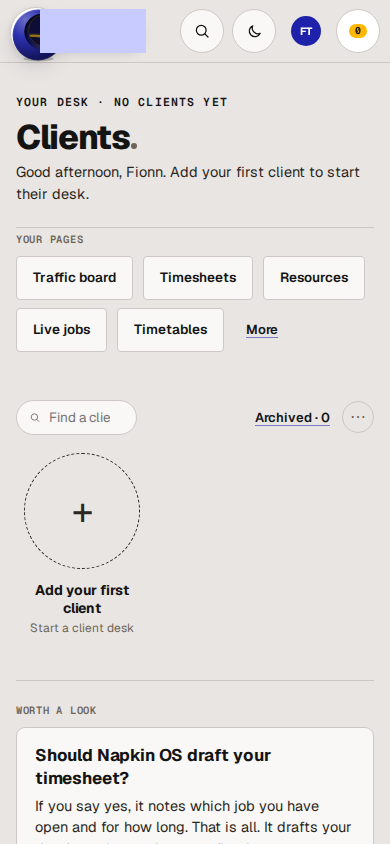 FT
0
YOUR DESK · NO CLIENTS YET
Clients.
Good afternoon, Fionn. Add your first client to start
their desk.
YOUR PAGES
Traffic board
Timesheets
Resources
Live jobs
Timetables
More
Find a clie
Archived · 0
+
Add your first
client
Start a client desk
WORTH A LOOK
Should Napkin OS draft your
timesheet?
If you say yes, it notes which job you have
open and for how long. That is all. It drafts your